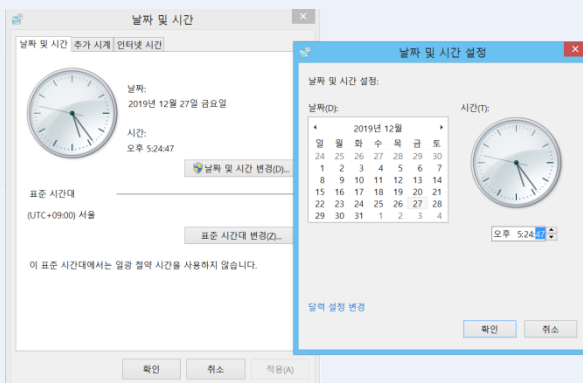 날짜 및 시간
날짜 및 시간 추가 시계 인터넷 시간
날짜:
2019년 12월 27일 금요일
시간:
오후 5:24:47
날짜 및 시간 변경(D)...
표준 시간대
(UTC+09:00) 서울
표준 시간대 변경(Z)...
이 표준 시간대에서는 일광 절약 시간을 사용하지 않습니다.
확인 취소 적용(A)
날짜 및 시간 설정
날짜 및 시간 설정:
날짜(D): 시간(T):
2019년 12월
일 월 화 수 목 금 토
24 25 26 27 28 29 30
1 2 3 4 5 6 7
8 9 10 11 12 13 14
15 16 17 18 19 20 21
22 23 24 25 26 27 28
29 30 31 1 2 3 4
오후 5:24:47
달력 설정 변경
확인 취소